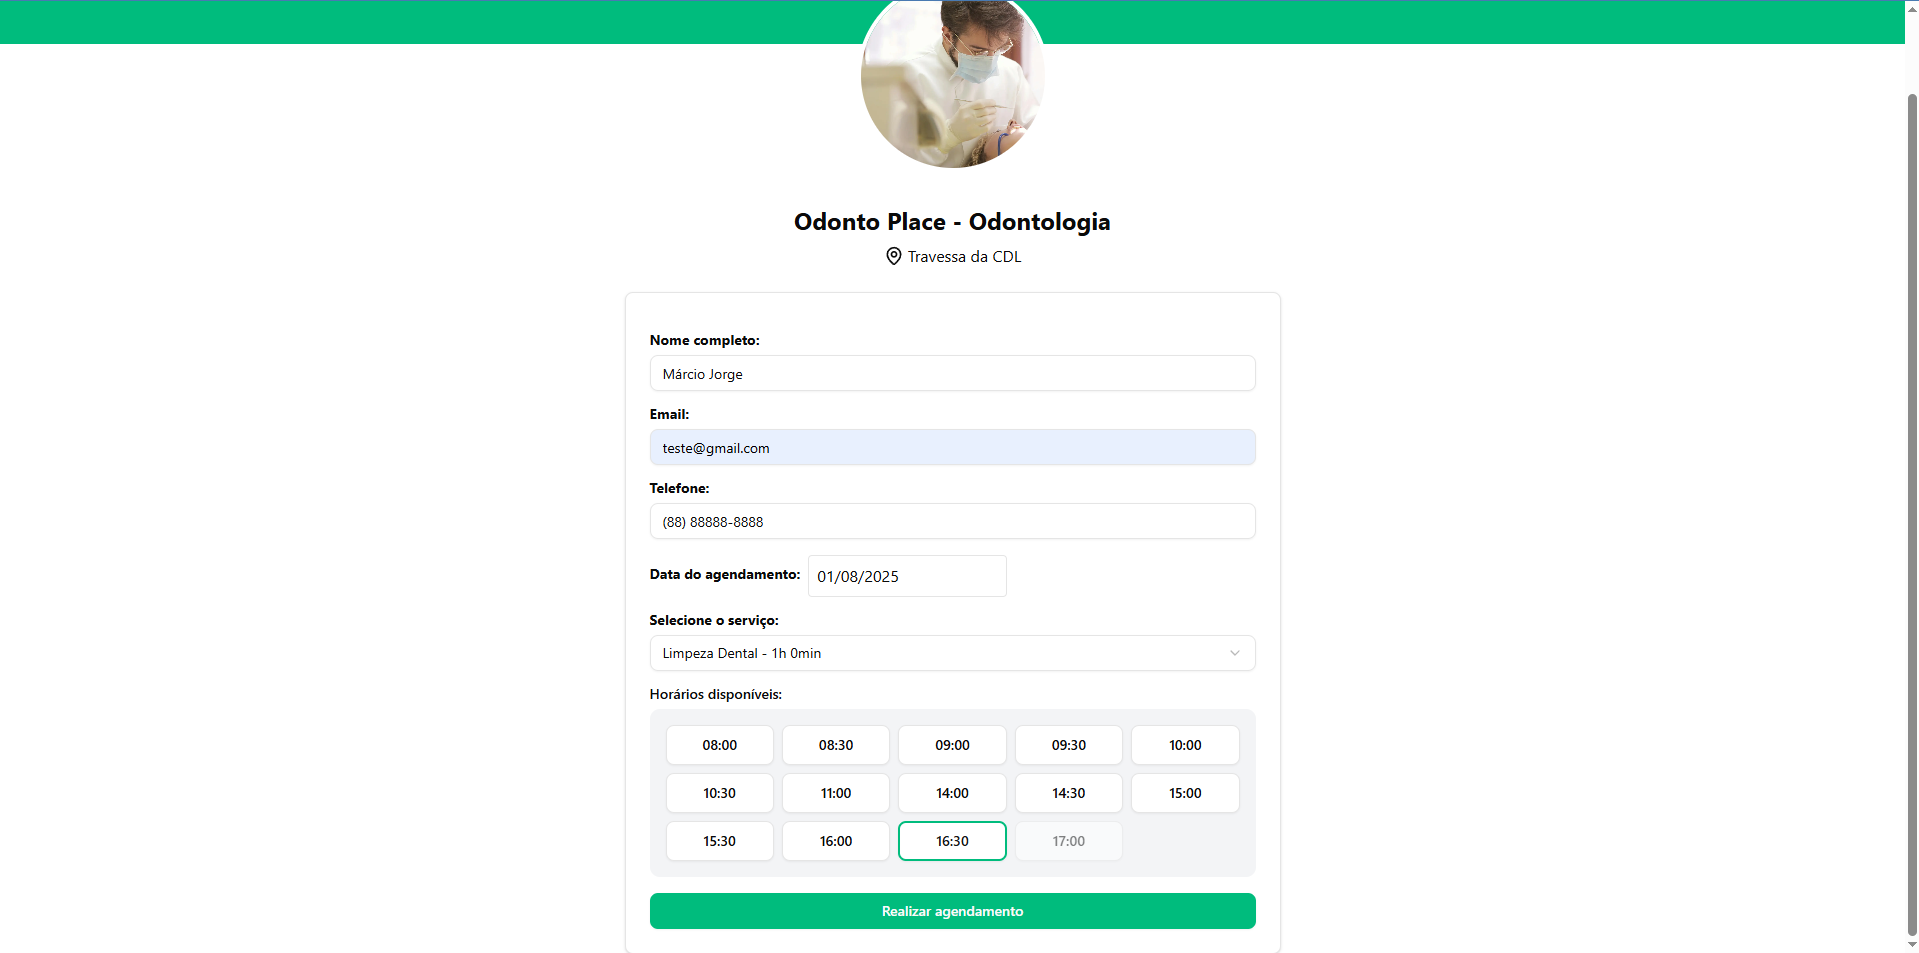 Odonto Place - Odontologia
Travessa da CDL
Nome completo:
Márcio Jorge
Email:
teste@gmail.com
Telefone:
(88) 88888-8888
Data do agendamento: 01/08/2025
Selecione o serviço:
Limpeza Dental - 1h 0min
Horários disponíveis:
08:00 08:30 09:00 09:30 10:00
10:30 11:00 14:00 14:30 15:00
15:30 16:00 16:30 17:00
Realizar agendamento